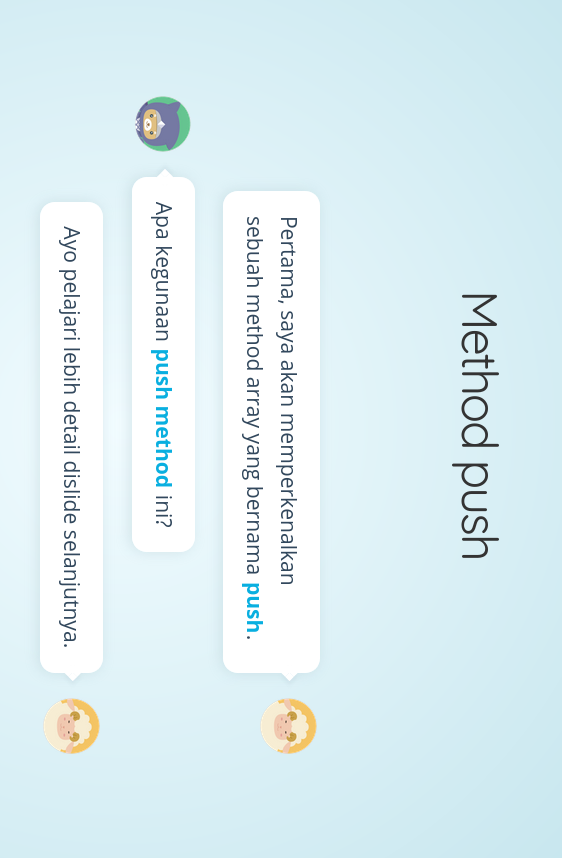 Method push
Pertama, saya akan memperkenalkan
sebuah method array yang bernama push.
Apa kegunaan push method ini?
Ayo pelajari lebih detail dislide selanjutnya.